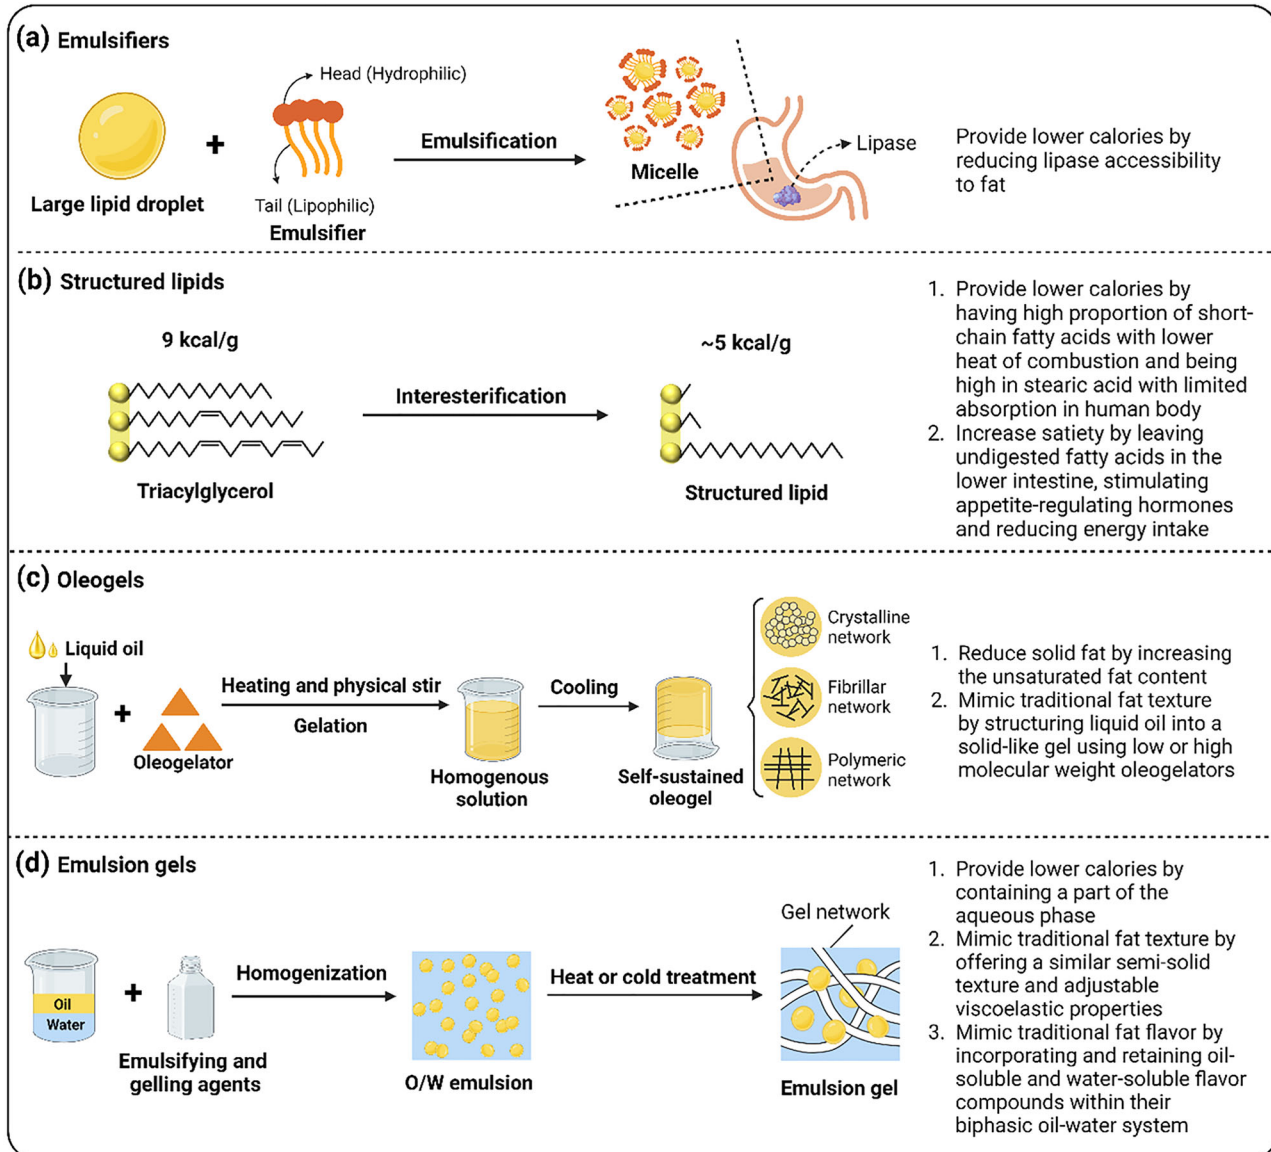 (a) Emulsifiers
Head (Hydrophilic)
+
Emulsification
Large lipid droplet
Tail (Lipophilic)
Emulsifier
Micelle
Lipase
Provide lower calories by
reducing lipase accessibility
to fat
(b) Structured lipids
9 kcal/g
Interesterification
~5 kcal/g
Triacylglycerol
Structured lipid
1. Provide lower calories by
having high proportion of short-
chain fatty acids with lower
heat of combustion and being
high in stearic acid with limited
absorption in human body
2. Increase satiety by leaving
undigested fatty acids in the
lower intestine, stimulating
appetite-regulating hormones
and reducing energy intake
(c) Oleogels
Liquid oil
+
Oleogelator
Heating and physical stir
Gelation
Homogenous
solution
Cooling
Self-sustained
oleogel
Crystalline
network
Fibrillar
network
Polymeric
network
1. Reduce solid fat by increasing
the unsaturated fat content
2. Mimic traditional fat texture
by structuring liquid oil into a
solid-like gel using low or high
molecular weight oleogelators
(d) Emulsion gels
Oil
Water
+
Emulsifying and
gelling agents
Homogenization
O/W emulsion
Heat or cold treatment
Gel network
Emulsion gel
1. Provide lower calories by
containing a part of the
aqueous phase
2. Mimic traditional fat texture by
offering a similar semi-solid
texture and adjustable
viscoelastic properties
3. Mimic traditional fat flavor by
incorporating and retaining oil-
soluble and water-soluble flavor
compounds within their
biphasic oil-water system